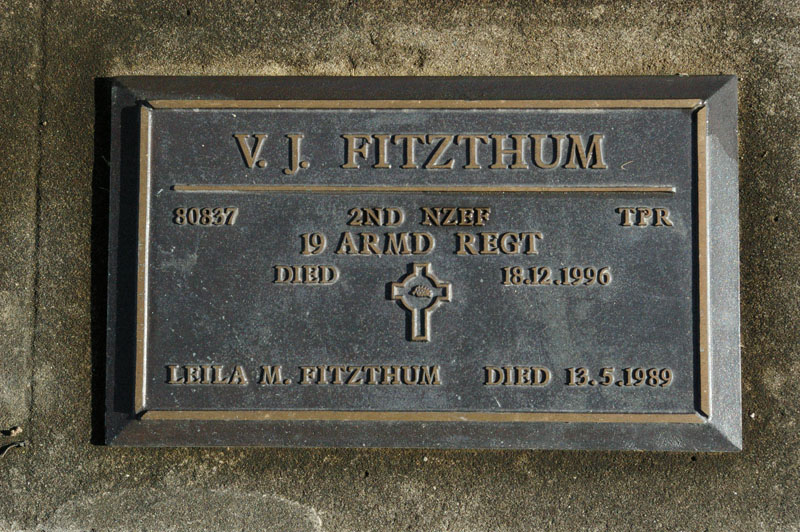 V. J. FITZTHUM
80837 2ND NZEF TPR
19 ARMD REGT
DIED 18.12.1996
LEILA M. FITZTHUM DIED 13.5.1989